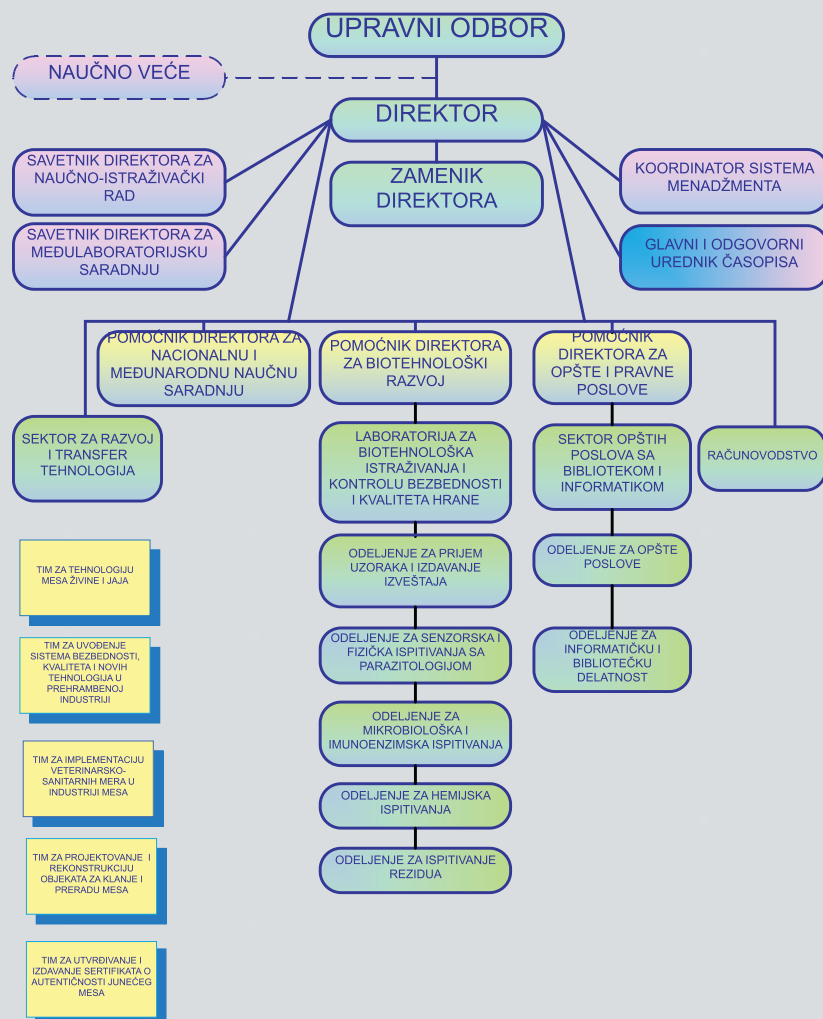 UPRAVNI ODBOR
NAUČNO VEĆE
DIREKTOR
SAVETNIK DIREKTORA ZA
NAUČNO-ISTRAŽIVAČKI
RAD
ZAMENIK
DIREKTORA
KOORDINATOR SISTEMA
MENADŽMENTA
SAVETNIK DIREKTORA ZA
MEĐULABORATORIJSKU
SARADNJU
GLAVNI I ODGOVORNI
UREDNIK ČASOPISA
POMOĆNIK DIREKTORA ZA
NACIONALNU I
MEĐUNARODNU NAUČNU
SARADNJU
POMOĆNIK DIREKTORA
ZA BIOTEHNOLOŠKI
RAZVOJ
POMOĆNIK
DIREKTORA ZA
OPŠTE I PRAVNE
POSLOVE
SEKTOR ZA RAZVOJ
I TRANSFER
TEHNOLOGIJA
LABORATORIJA ZA
BIOTEHNOLOŠKA
ISTRAŽIVANJA I
KONTROLU BEZBEDNOSTI
I KVALITETA HRANE
SEKTOR OPŠTIH
POSLOVA SA
BIBLIOTEKOM I
INFORMATIKOM
RAČUNOVODSTVO
TIM ZA TEHNOLOGIJU
MESA ŽIVINE I JAJA
ODELJENJE ZA PRIJEM
UZORAKA I IZDAVANJE
IZVEŠTAJA
ODELJENJE ZA OPŠTE
POSLOVE
TIM ZA UVOĐENJE
SISTEMA BEZBEDNOSTI,
KVALITETA I NOVIH
TEHNOLOGIJA U
PREHRAMBENOJ
INDUSTRIJI
ODELJENJE ZA SENZORSKA I
FIZIČKA ISPITIVANJA SA
PARAZITOLOGIJOM
ODELJENJE ZA
INFORMATIČKU I
BIBLIOTEČKU
DELATNOST
ODELJENJE ZA
MIKROBIOLOŠKA I
IMUNOENZIMSKA ISPITIVANJA
TIM ZA IMPLEMENTACIJU
VETERINARSKO-
SANITARNIH MERA U
INDUSTRIJI MESA
ODELJENJE ZA HEMIJSKA
ISPITIVANJA
TIM ZA PROJEKTOVANJE I
REKONSTRUKCIJU
OBJEKATA ZA KLANJE I
PRERADU MESA
ODELJENJE ZA ISPITIVANJE
REZIDUA
TIM ZA UTVRĐIVANJE I
IZDAVANJE SERTIFIKATA O
AUTENTIČNOSTI JUNEĆEG
MESA